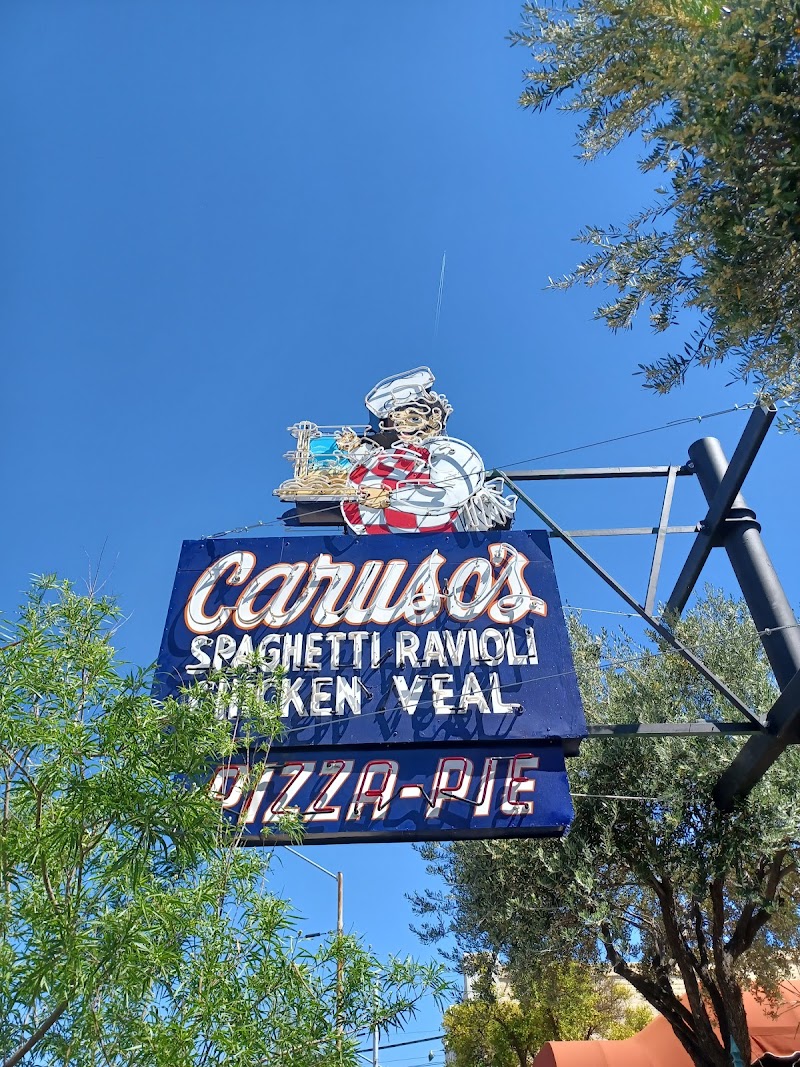 Caruso's
SPAGHETTI RAVIOLI
CHICKEN VEAL
PIZZA-PIE